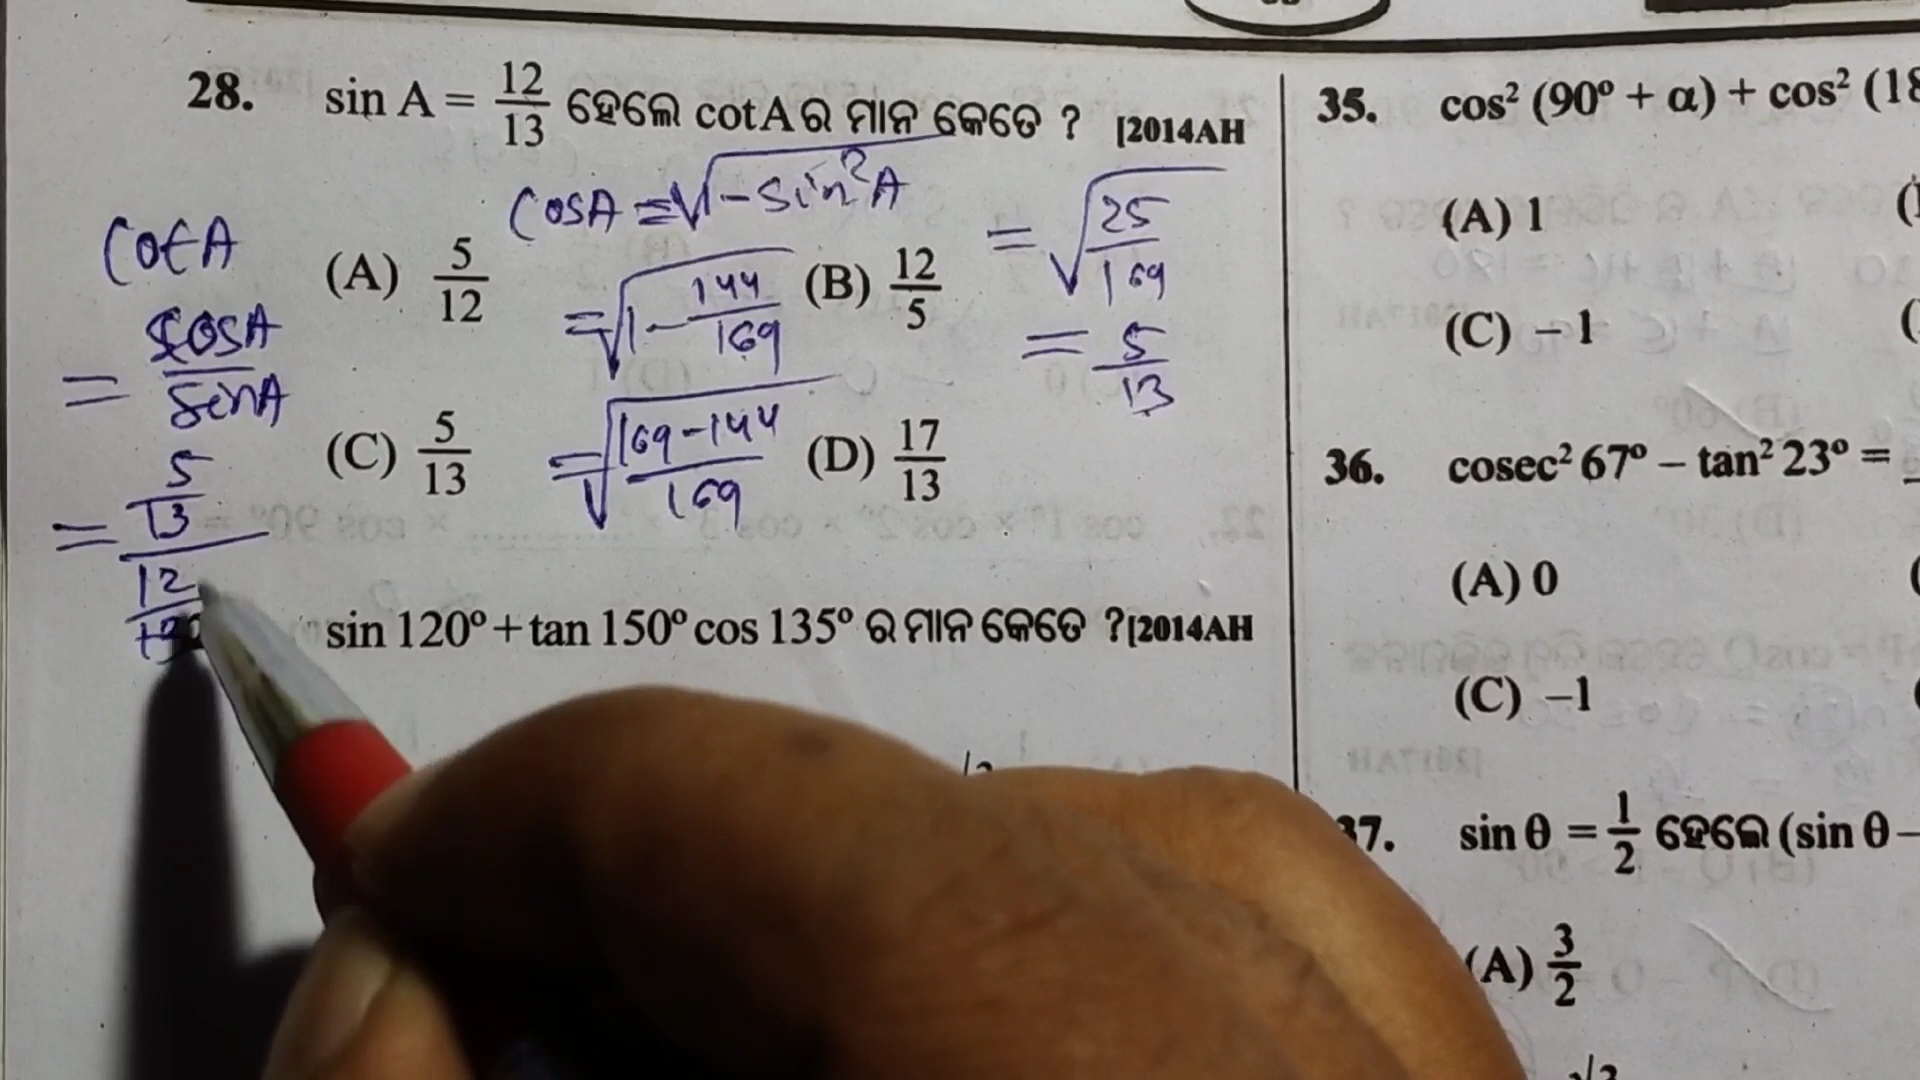 28. sin A = 12/13 ହେଲେ cotA ର ମାନ କେତେ ? [2014AH
cosA = √1 - sin²A
cotA
= cosA/sinA
= (5/13)/(12/13)
(A) 5/12
= √1 - 144/169
(B) 12/5
= √25/169
= 5/13
(C) 5/13
= √169-144/169
(D) 17/13
sin 120° + tan 150° cos 135° ର ମାନ କେତେ ?[2014AH
35. cos² (90° + α) + cos² (18
(A) 1
(C) – 1
36. cosec² 67° – tan² 23° =
(A) 0
(C) –1
37. sin θ = 1/2 ହେଲେ (sin θ –
(A) 3/2